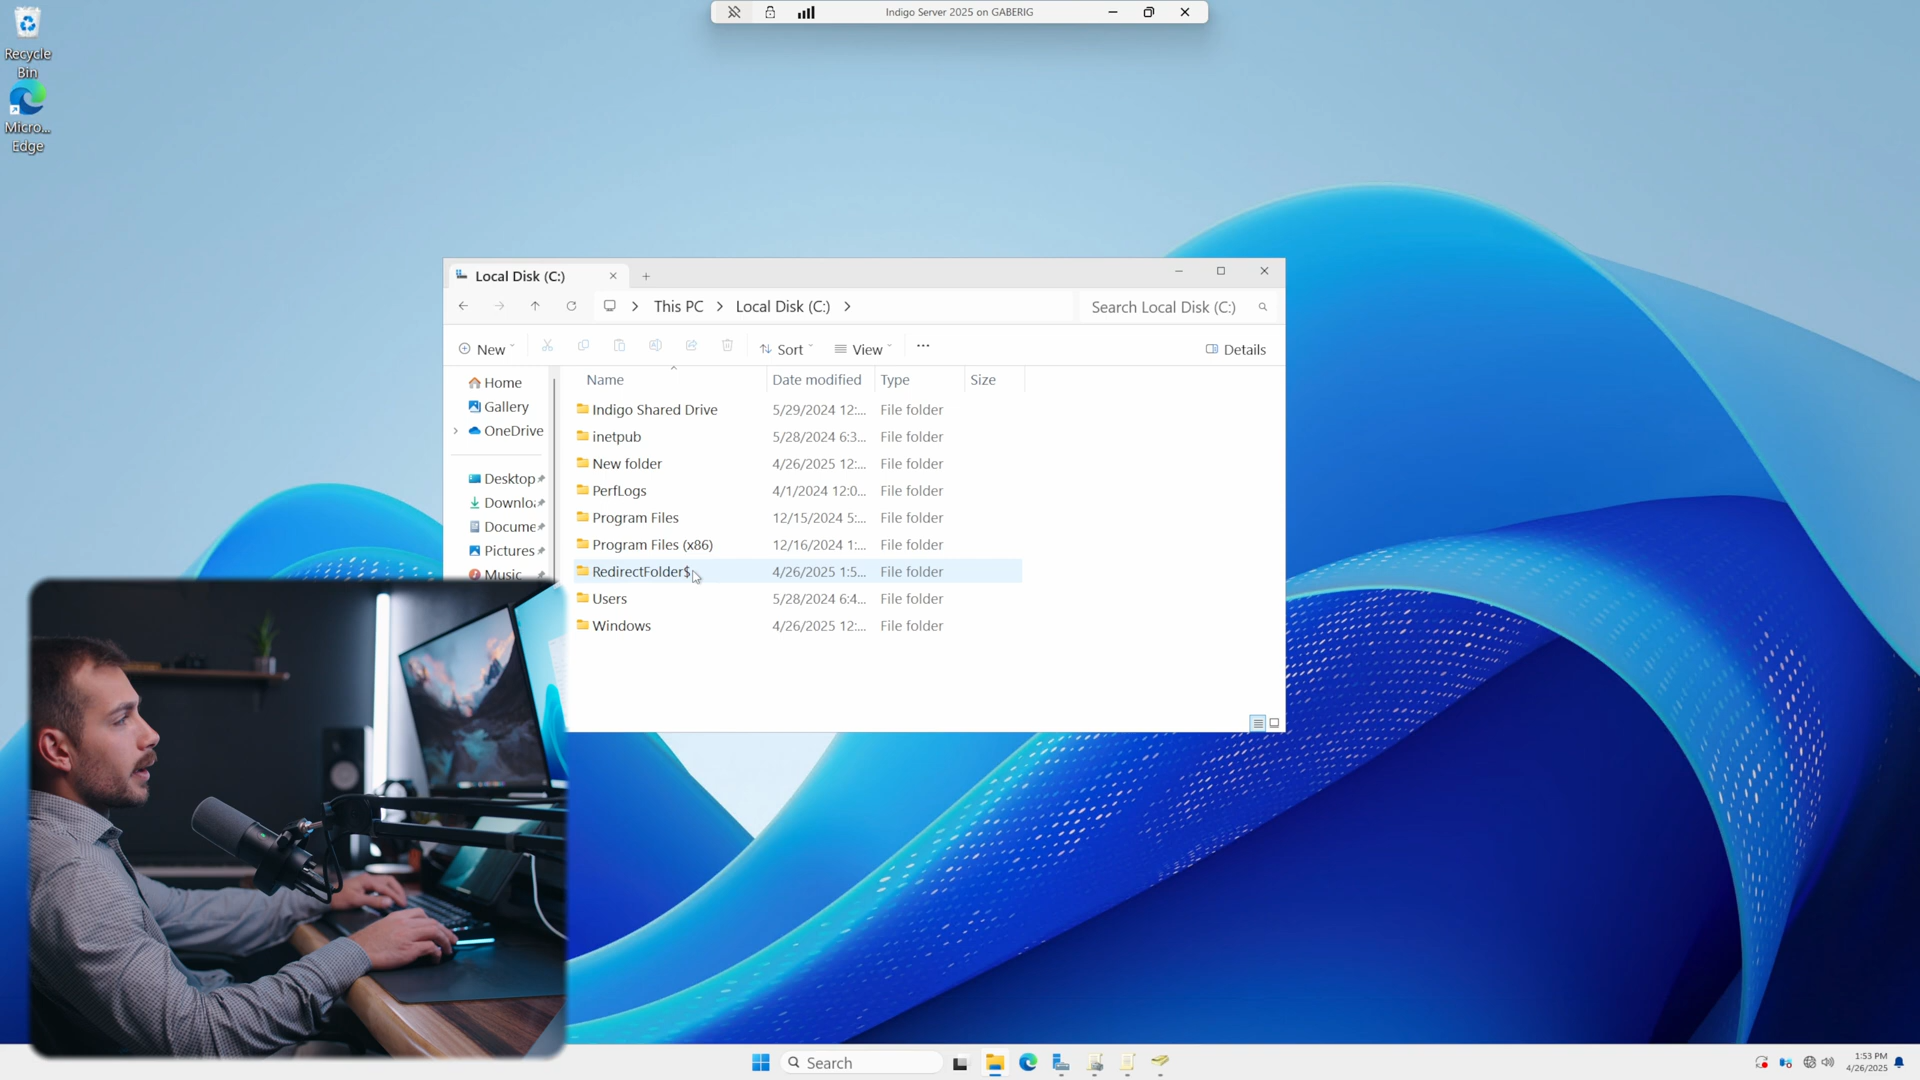 Recycle
Bin
Micro...
Edge
Indigo Server 2025 on GABERIG
Local Disk (C:)
This PC
Local Disk (C:)
Search Local Disk (C:)
New
Sort
View
Details
Home
Gallery
OneDrive
Desktop
Downlo
Docume
Pictures
Music
Name Date modified Type Size
Indigo Shared Drive 5/29/2024 12:... File folder
inetpub 5/28/2024 6:3... File folder
New folder 4/26/2025 12:... File folder
PerfLogs 4/1/2024 12:0... File folder
Program Files 12/15/2024 5:... File folder
Program Files (x86) 12/16/2024 1:... File folder
RedirectFolder$ 4/26/2025 1:5... File folder
Users 5/28/2024 6:4... File folder
Windows 4/26/2025 12:... File folder
Search
1:53 PM
4/26/2025